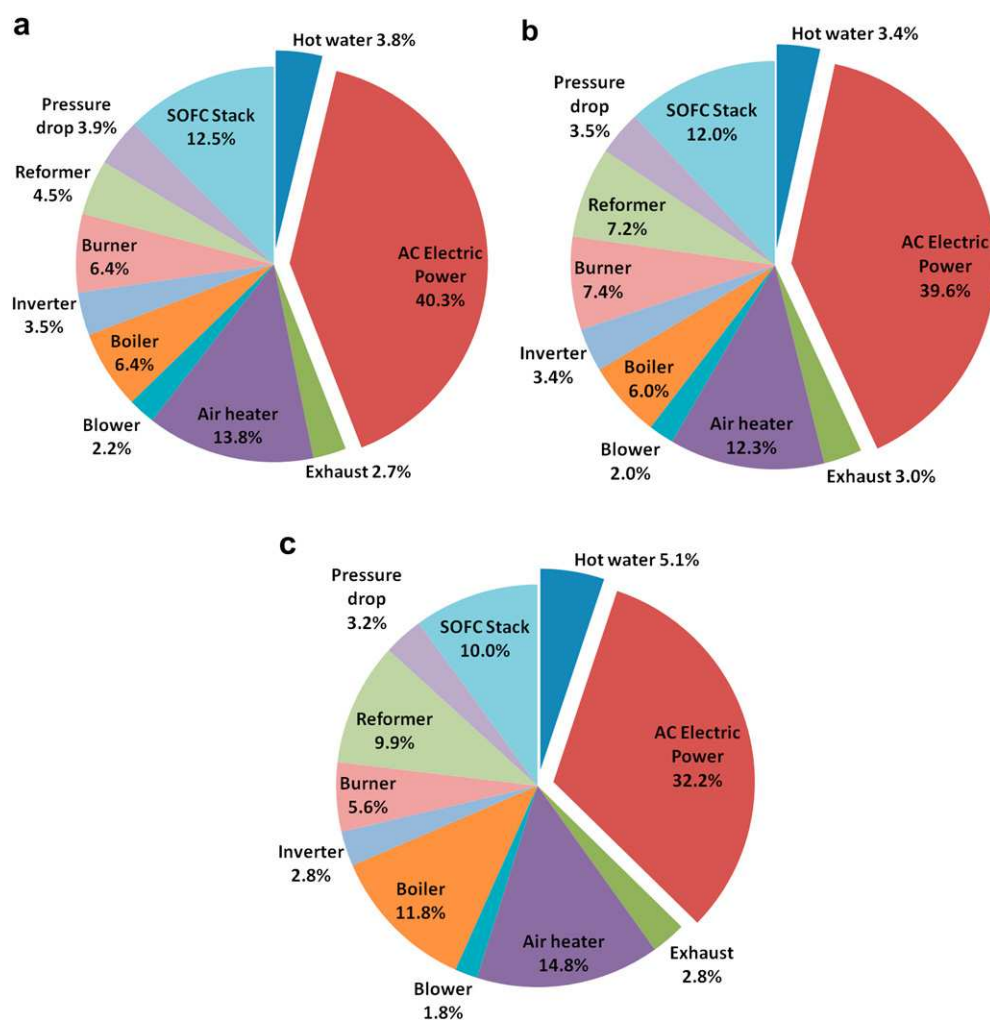 a
Hot water 3.8%
AC Electric
Power
40.3%
Exhaust 2.7%
Air heater
13.8%
Blower
2.2%
Boiler
6.4%
Inverter
3.5%
Burner
6.4%
Reformer
4.5%
Pressure
drop 3.9%
SOFC Stack
12.5%
b
Hot water 3.4%
AC Electric
Power
39.6%
Exhaust 3.0%
Air heater
12.3%
Blower
2.0%
Boiler
6.0%
Inverter
3.4%
Burner
7.4%
Reformer
7.2%
Pressure
drop
3.5%
SOFC Stack
12.0%
c
Hot water 5.1%
AC Electric
Power
32.2%
Exhaust
2.8%
Air heater
14.8%
Blower
1.8%
Boiler
11.8%
Inverter
2.8%
Burner
5.6%
Reformer
9.9%
Pressure
drop
3.2%
SOFC Stack
10.0%